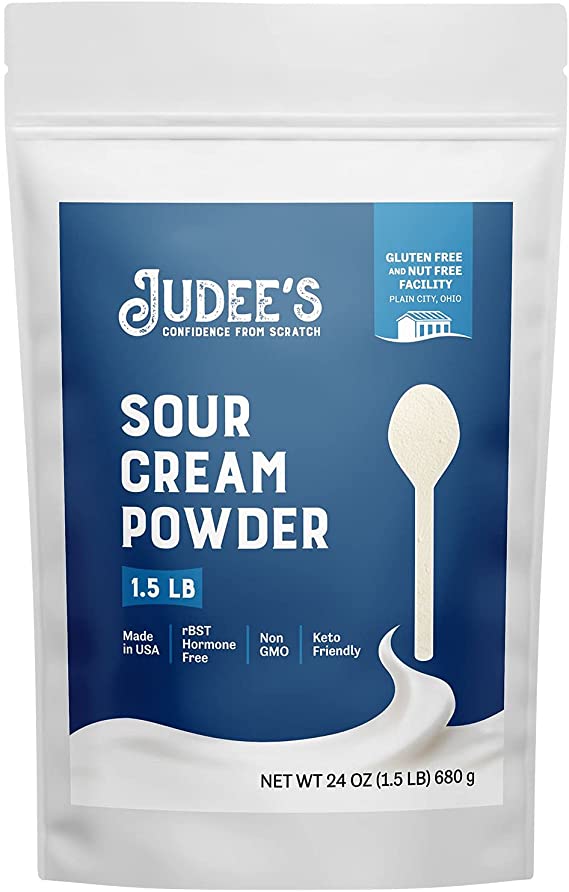 JUDEE'S
CONFIDENCE FROM SCRATCH
GLUTEN FREE
AND NUT FREE
FACILITY
PLAIN CITY, OHIO
SOUR
CREAM
POWDER
1.5 LB
Made
in USA
rBST
Hormone
Free
Non
GMO
Keto
Friendly
NET WT 24 OZ (1.5 LB) 680 g